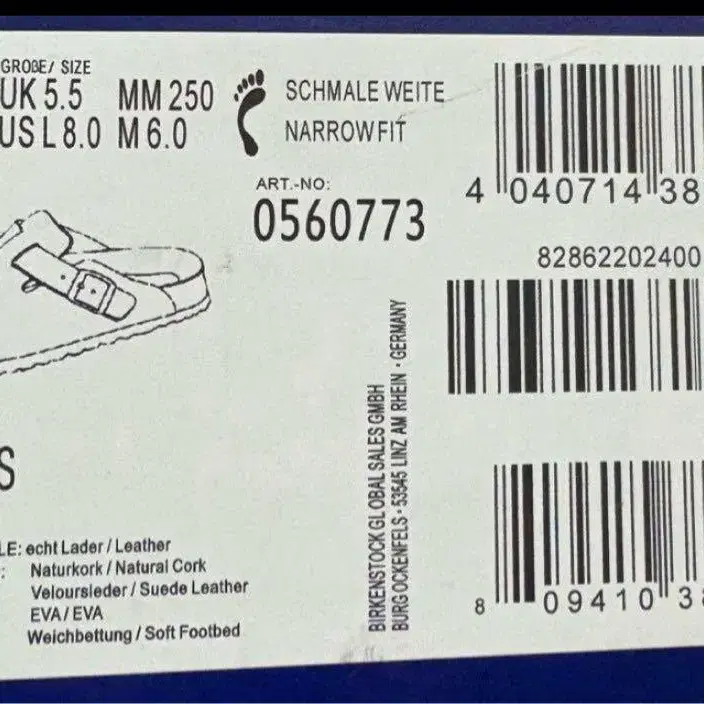 GROBE/ SIZE
UK 5.5 MM 250
US L 8.0 M 6.0
SCHMALE WEITE
NARROW FIT
ART.-NO:
0560773
4 040714 38
82862202400
S
BIRKENSTOCK GLOBAL SALES GMBH
BURG OCKENFELS · 53545 LINZ AM RHEIN · GERMANY
LE: echt Lader / Leather
: Naturkork / Natural Cork
Veloursleder / Suede Leather
EVA / EVA
Weichbettung / Soft Footbed
8 09410 3